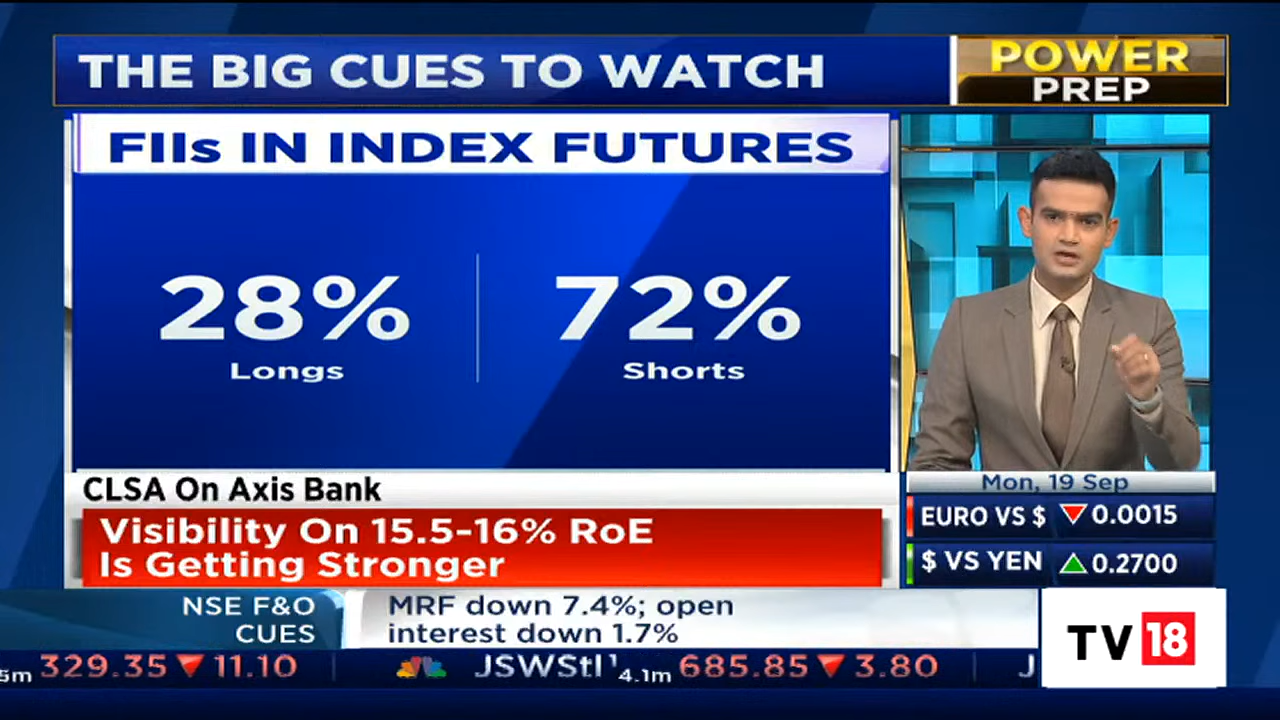 THE BIG CUES TO WATCH
POWER
PREP
FIIs IN INDEX FUTURES
28%
Longs
72%
Shorts
CLSA On Axis Bank
Visibility On 15.5-16% RoE
Is Getting Stronger
Mon, 19 Sep
EURO VS $ ▼ 0.0015
$ VS YEN ▲ 0.2700
NSE F&O
CUES
MRF down 7.4%; open
interest down 1.7%
TV18
5m 329.35 ▼ 11.10 JSWStl 4.1m 685.85 ▼ 3.80 J